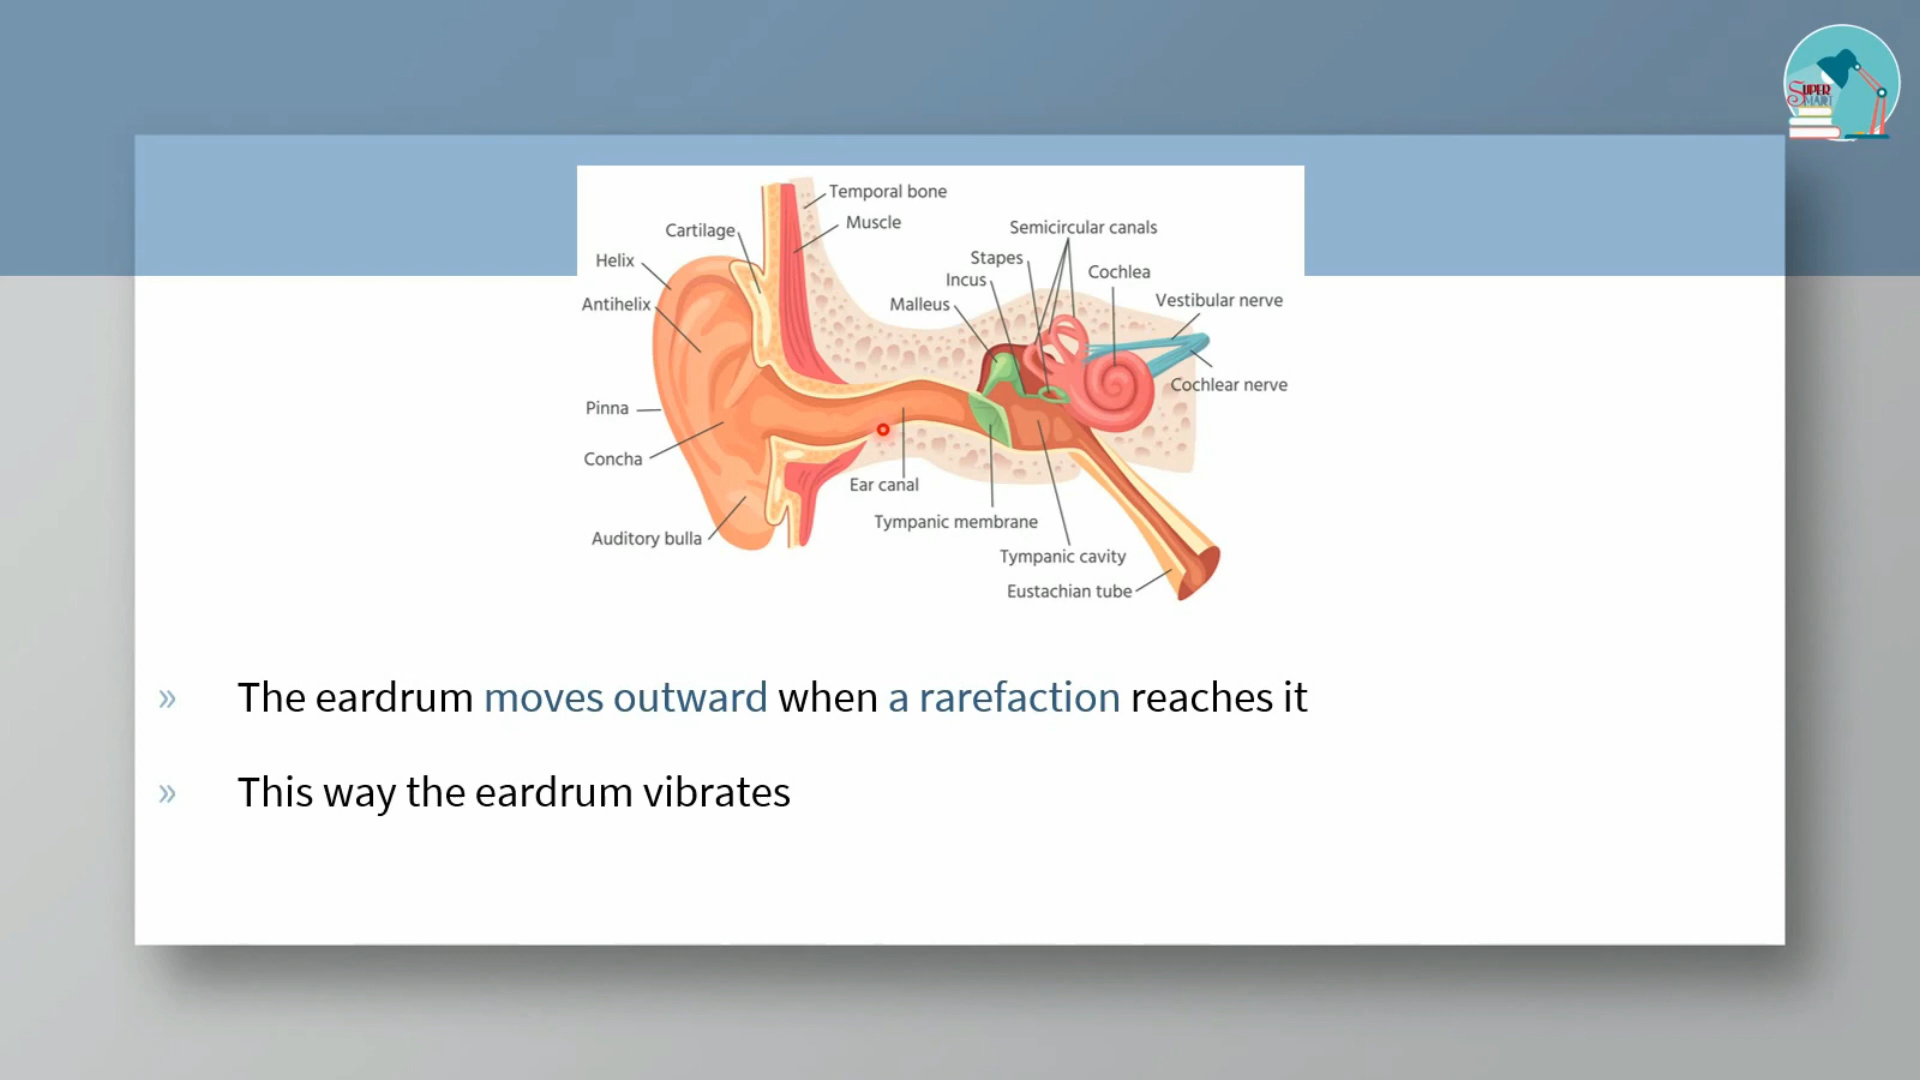 SUPER
SMART
Temporal bone
Muscle
Cartilage
Semicircular canals
Helix
Stapes
Cochlea
Incus
Antihelix
Malleus
Vestibular nerve
Cochlear nerve
Pinna
Concha
Ear canal
Tympanic membrane
Auditory bulla
Tympanic cavity
Eustachian tube
» The eardrum moves outward when a rarefaction reaches it
» This way the eardrum vibrates